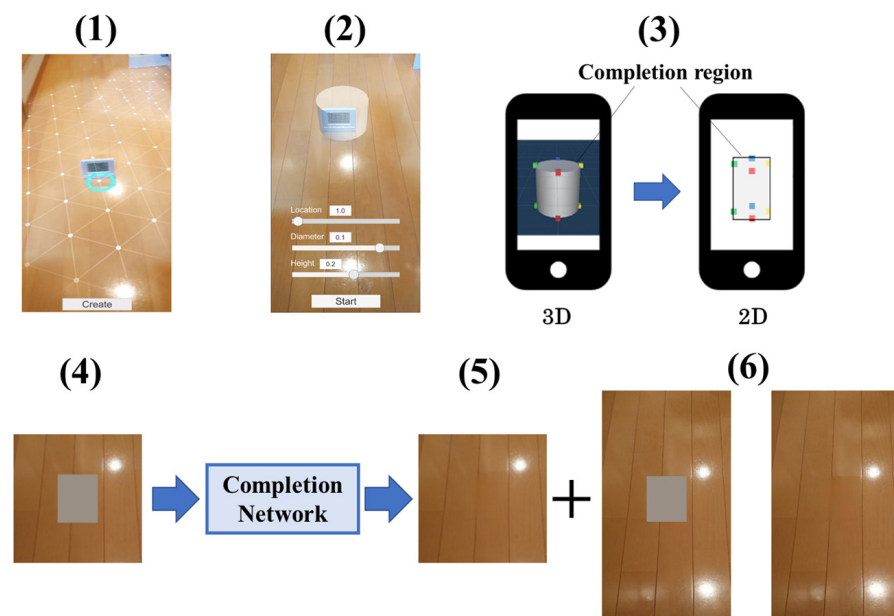 (1)
(2)
(3)
Completion region
Location 1.0
Diameter 0.1
Height 0.2
Create
Start
3D
2D
(4)
(5)
(6)
Completion
Network
+